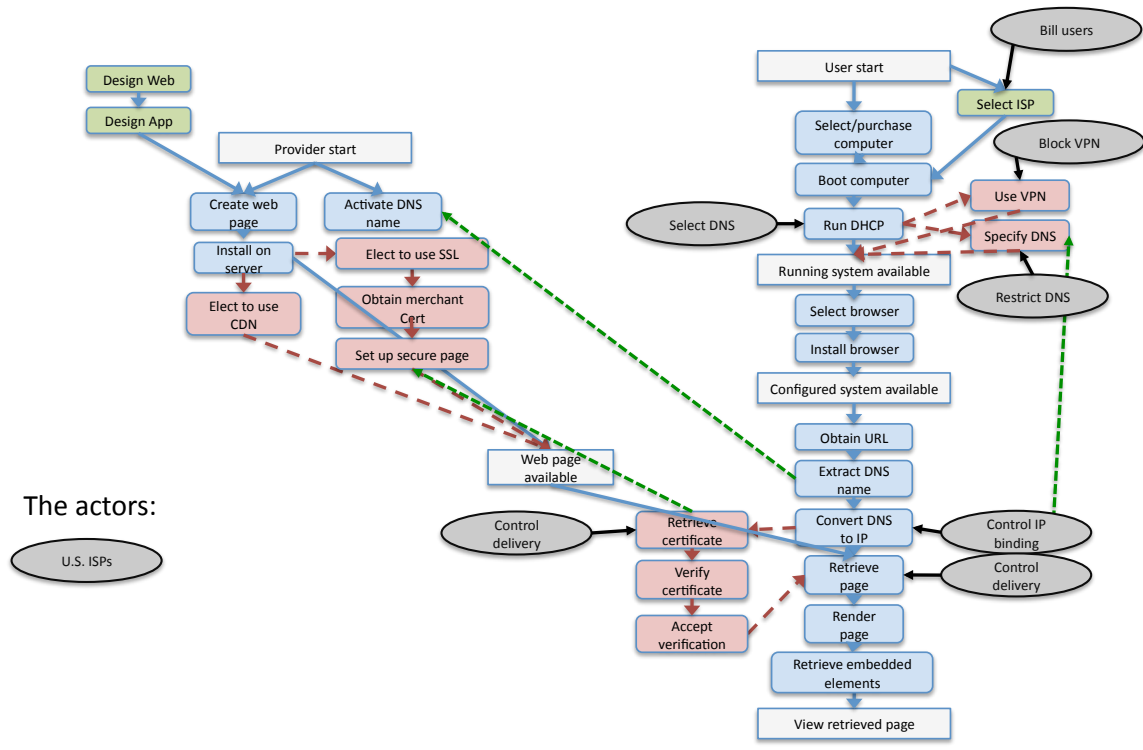 Bill users
User start
Design Web
Select ISP
Design App
Select/purchase
computer
Provider start
Block VPN
Boot computer
Create web
page
Activate DNS
name
Use VPN
Select DNS
Run DHCP
Specify DNS
Install on
server
Elect to use SSL
Running system available
Restrict DNS
Elect to use
CDN
Obtain merchant
Cert
Select browser
Install browser
Set up secure page
Configured system available
Obtain URL
Web page
available
Extract DNS
name
The actors:
Control
delivery
Retrieve
certificate
Convert DNS
to IP
Control IP
binding
U.S. ISPs
Verify
certificate
Retrieve
page
Control
delivery
Accept
verification
Render
page
Retrieve embedded
elements
View retrieved page